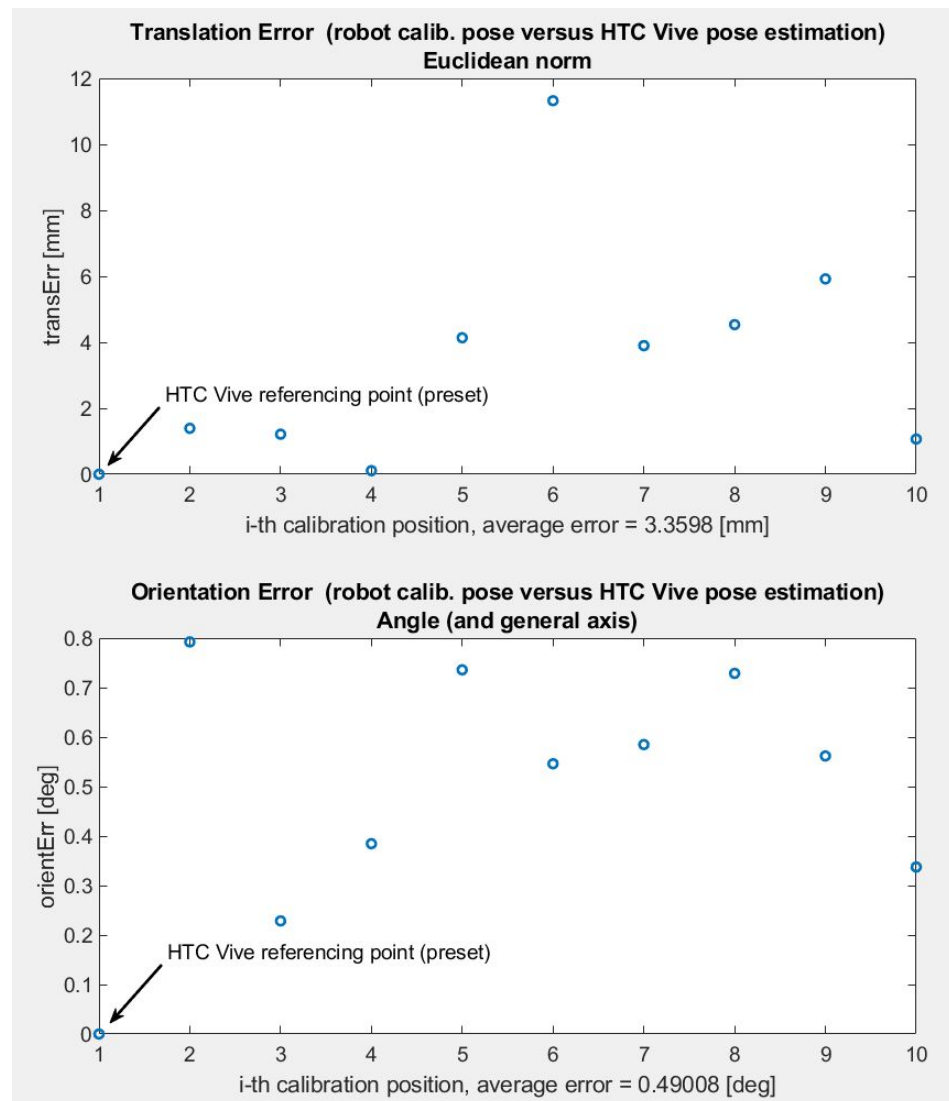 Translation Error  (robot calib. pose versus HTC Vive pose estimation)
Euclidean norm
12
10
8
6
4
2
0
transErr [mm]
HTC Vive referencing point (preset)
1 2 3 4 5 6 7 8 9 10
i-th calibration position, average error = 3.3598 [mm]
Orientation Error  (robot calib. pose versus HTC Vive pose estimation)
Angle (and general axis)
0.8
0.7
0.6
0.5
0.4
0.3
0.2
0.1
0
orientErr [deg]
HTC Vive referencing point (preset)
1 2 3 4 5 6 7 8 9 10
i-th calibration position, average error = 0.49008 [deg]